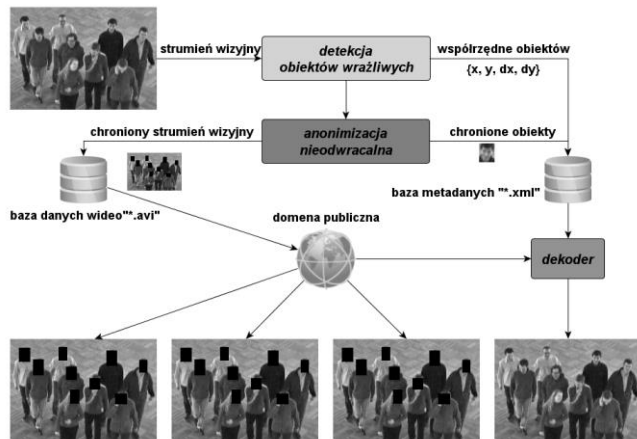 strumień wizyjny
detekcja
obiektów wrażliwych
współrzędne obiektów
{x, y, dx, dy}
chroniony strumień wizyjny
anonimizacja
nieodwracalna
chronione obiekty
baza danych wideo"*.avi"
baza metadanych "*.xml"
domena publiczna
dekoder